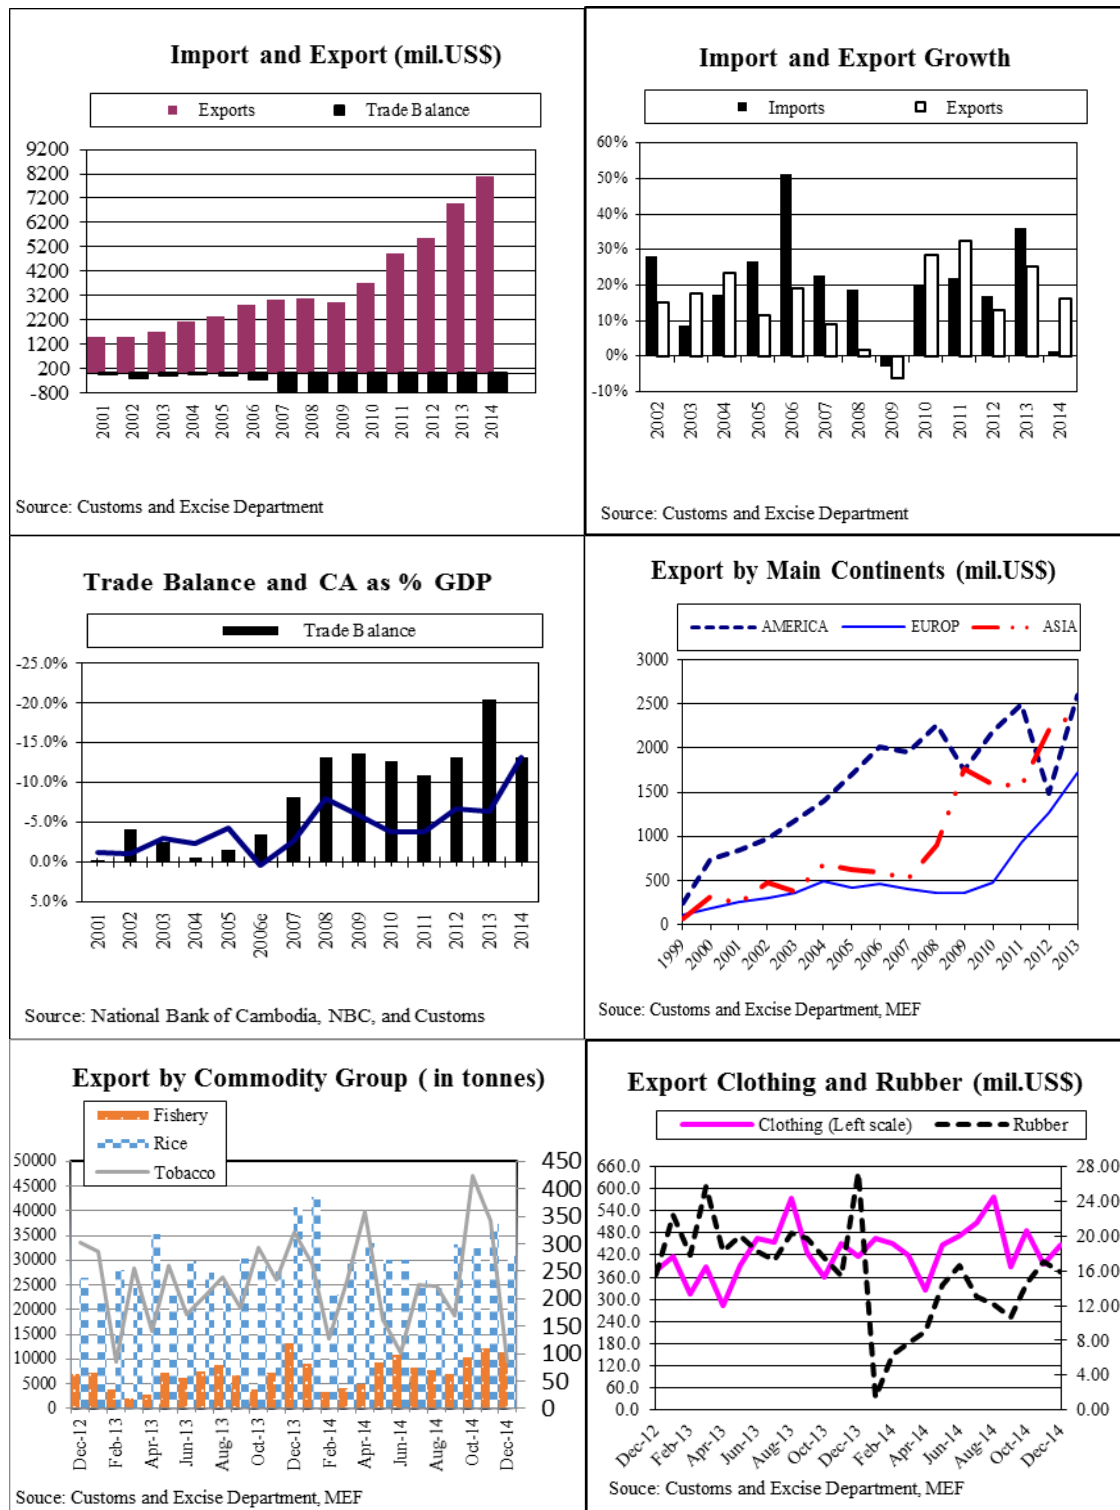 Import and Export (mil.US$)
Exports Trade Balance
9200
8200
7200
6200
5200
4200
3200
2200
1200
200
-800
2001 2002 2003 2004 2005 2006 2007 2008 2009 2010 2011 2012 2013 2014
Source: Customs and Excise Department
Import and Export Growth
Imports Exports
60%
50%
40%
30%
20%
10%
0%
-10%
2002 2003 2004 2005 2006 2007 2018 2009 2010 2011 2012 2013 2014
Source: Customs and Excise Department
Trade Balance and CA as % GDP
Trade Balance
-25.0%
-20.0%
-15.0%
-10.0%
-5.0%
0.0%
5.0%
2001 2002 2003 2004 2005 2006e 2007 2008 2009 2010 2011 2012 2013 2014
Source: National Bank of Cambodia, NBC, and Customs
Export by Main Continents (mil.US$)
AMERICA EUROP ASIA
3000
2500
2000
1500
1000
500
0
1999 2000 2001 2002 2003 2004 2005 2006 2007 2008 2009 2010 2011 2012 2013
Souce: Customs and Excise Department, MEF
Export by Commodity Group ( in tonnes)
Fishery
Rice
Tobacco
50000 450
45000 400
40000 350
35000 300
30000 250
25000 200
20000 150
15000 100
10000 50
5000 0
0
Dec-12 Feb-13 Apr-13 Jun-13 Aug-13 Oct-13 Dec-13 Feb-14 Apr-14 Jun-14 Aug-14 Oct-14 Dec-14
Souce: Customs and Excise Department, MEF
Export Clothing and Rubber (mil.US$)
Clothing (Left scale) Rubber
660.0 28.00
600.0 24.00
540.0 20.00
480.0 16.00
420.0 12.00
360.0 8.00
300.0 4.00
240.0 0.00
180.0
120.0
60.0
0.0
Dec-12 Feb-13 Apr-13 Jun-13 Aug-13 Oct-13 Dec-13 Feb-14 Apr-14 Jun-14 Aug-14 Oct-14 Dec-14
Souce: Customs and Excise Department, MEF